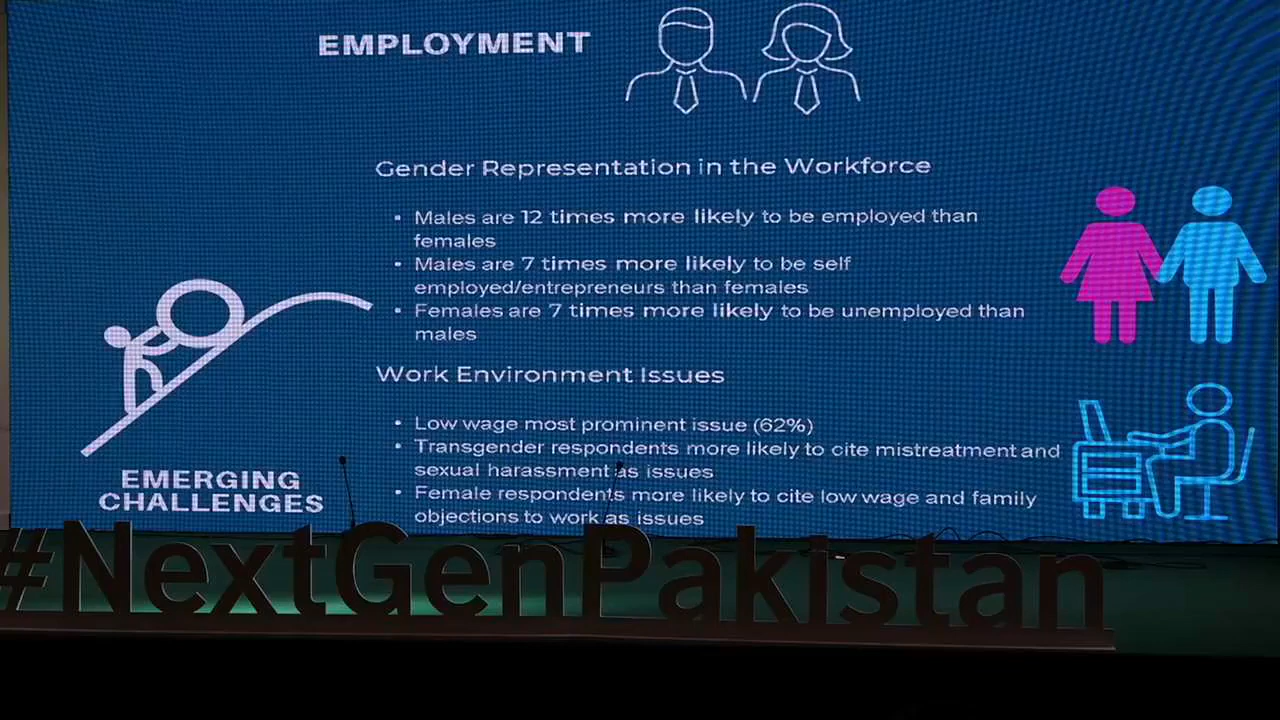 EMPLOYMENT
Gender Representation in the Workforce
• Males are 12 times more likely to be employed than
females
• Males are 7 times more likely to be self
employed/entrepreneurs than females
• Females are 7 times more likely to be unemployed than
males
Work Environment Issues
• Low wage most prominent issue (62%)
• Transgender respondents more likely to cite mistreatment and
sexual harassment as issues
• Female respondents more likely to cite low wage and family
objections to work as issues
EMERGING
CHALLENGES
#NextGenPakistan